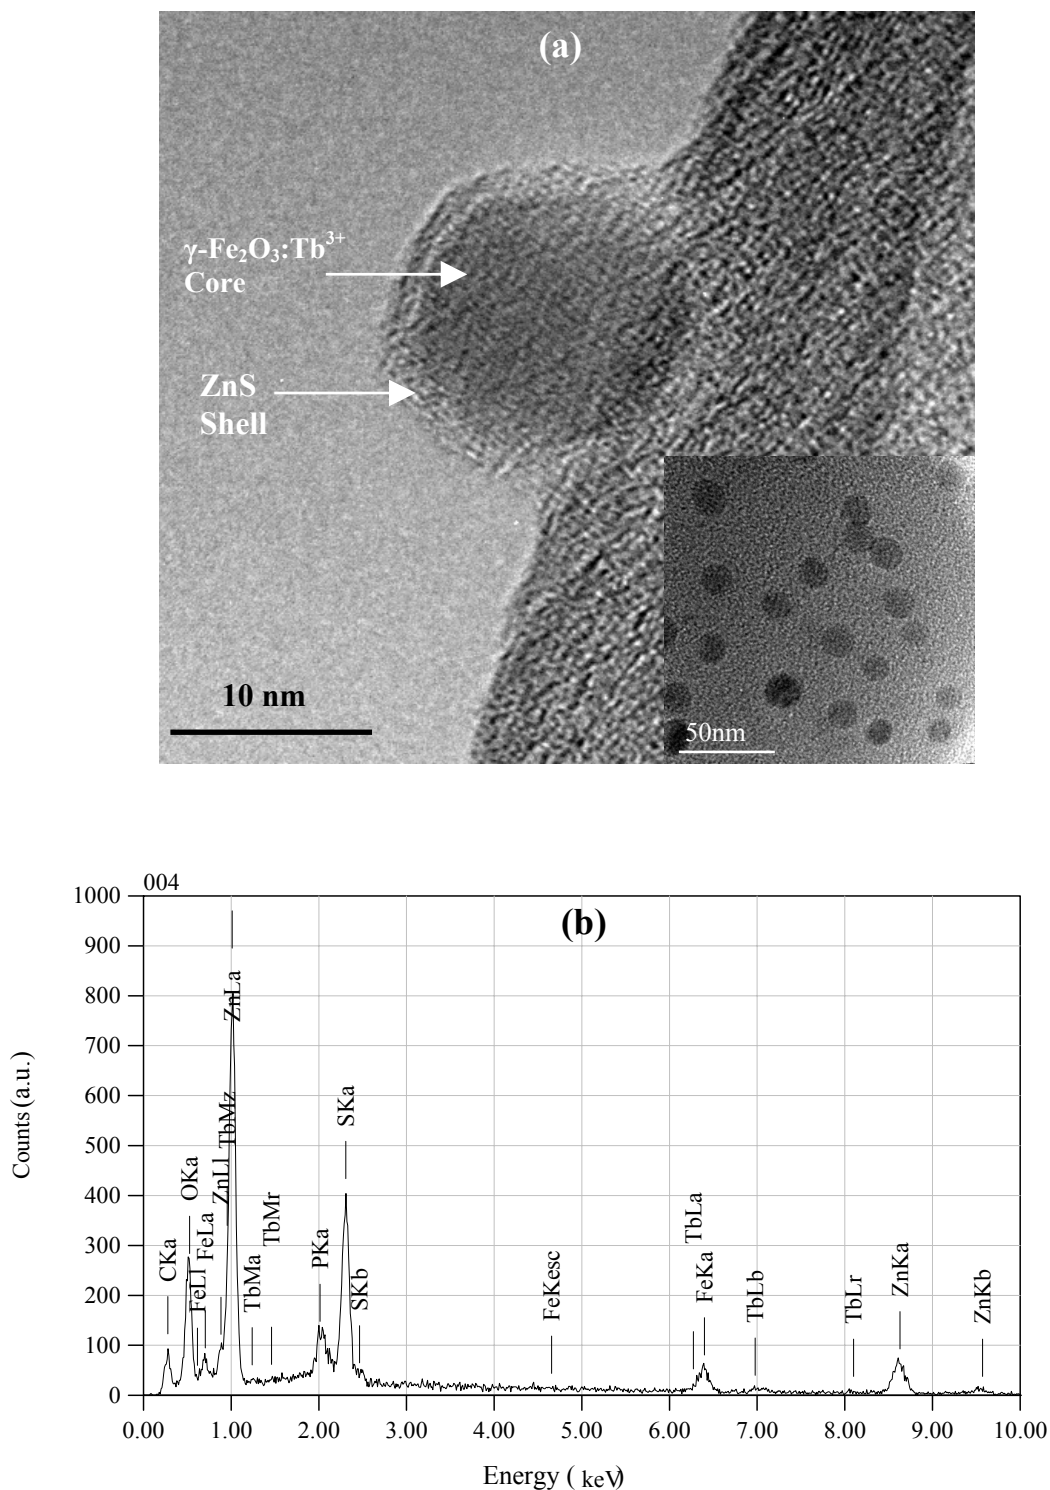 (a)
γ-Fe₂O₃:Tb³⁺
Core
ZnS
Shell
10 nm
50nm
004
(b)
1000
900
800
700
600
500
400
300
200
100
0
Counts (a.u.)
CKa
OKa
FeLl
FeLa
ZnLl
TbMz
ZnLa
TbMa
TbMr
PKa
SKa
SKb
FeKesc
TbLa
FeKa
TbLb
TbLr
ZnKa
ZnKb
0.00 1.00 2.00 3.00 4.00 5.00 6.00 7.00 8.00 9.00 10.00
Energy ( keV)